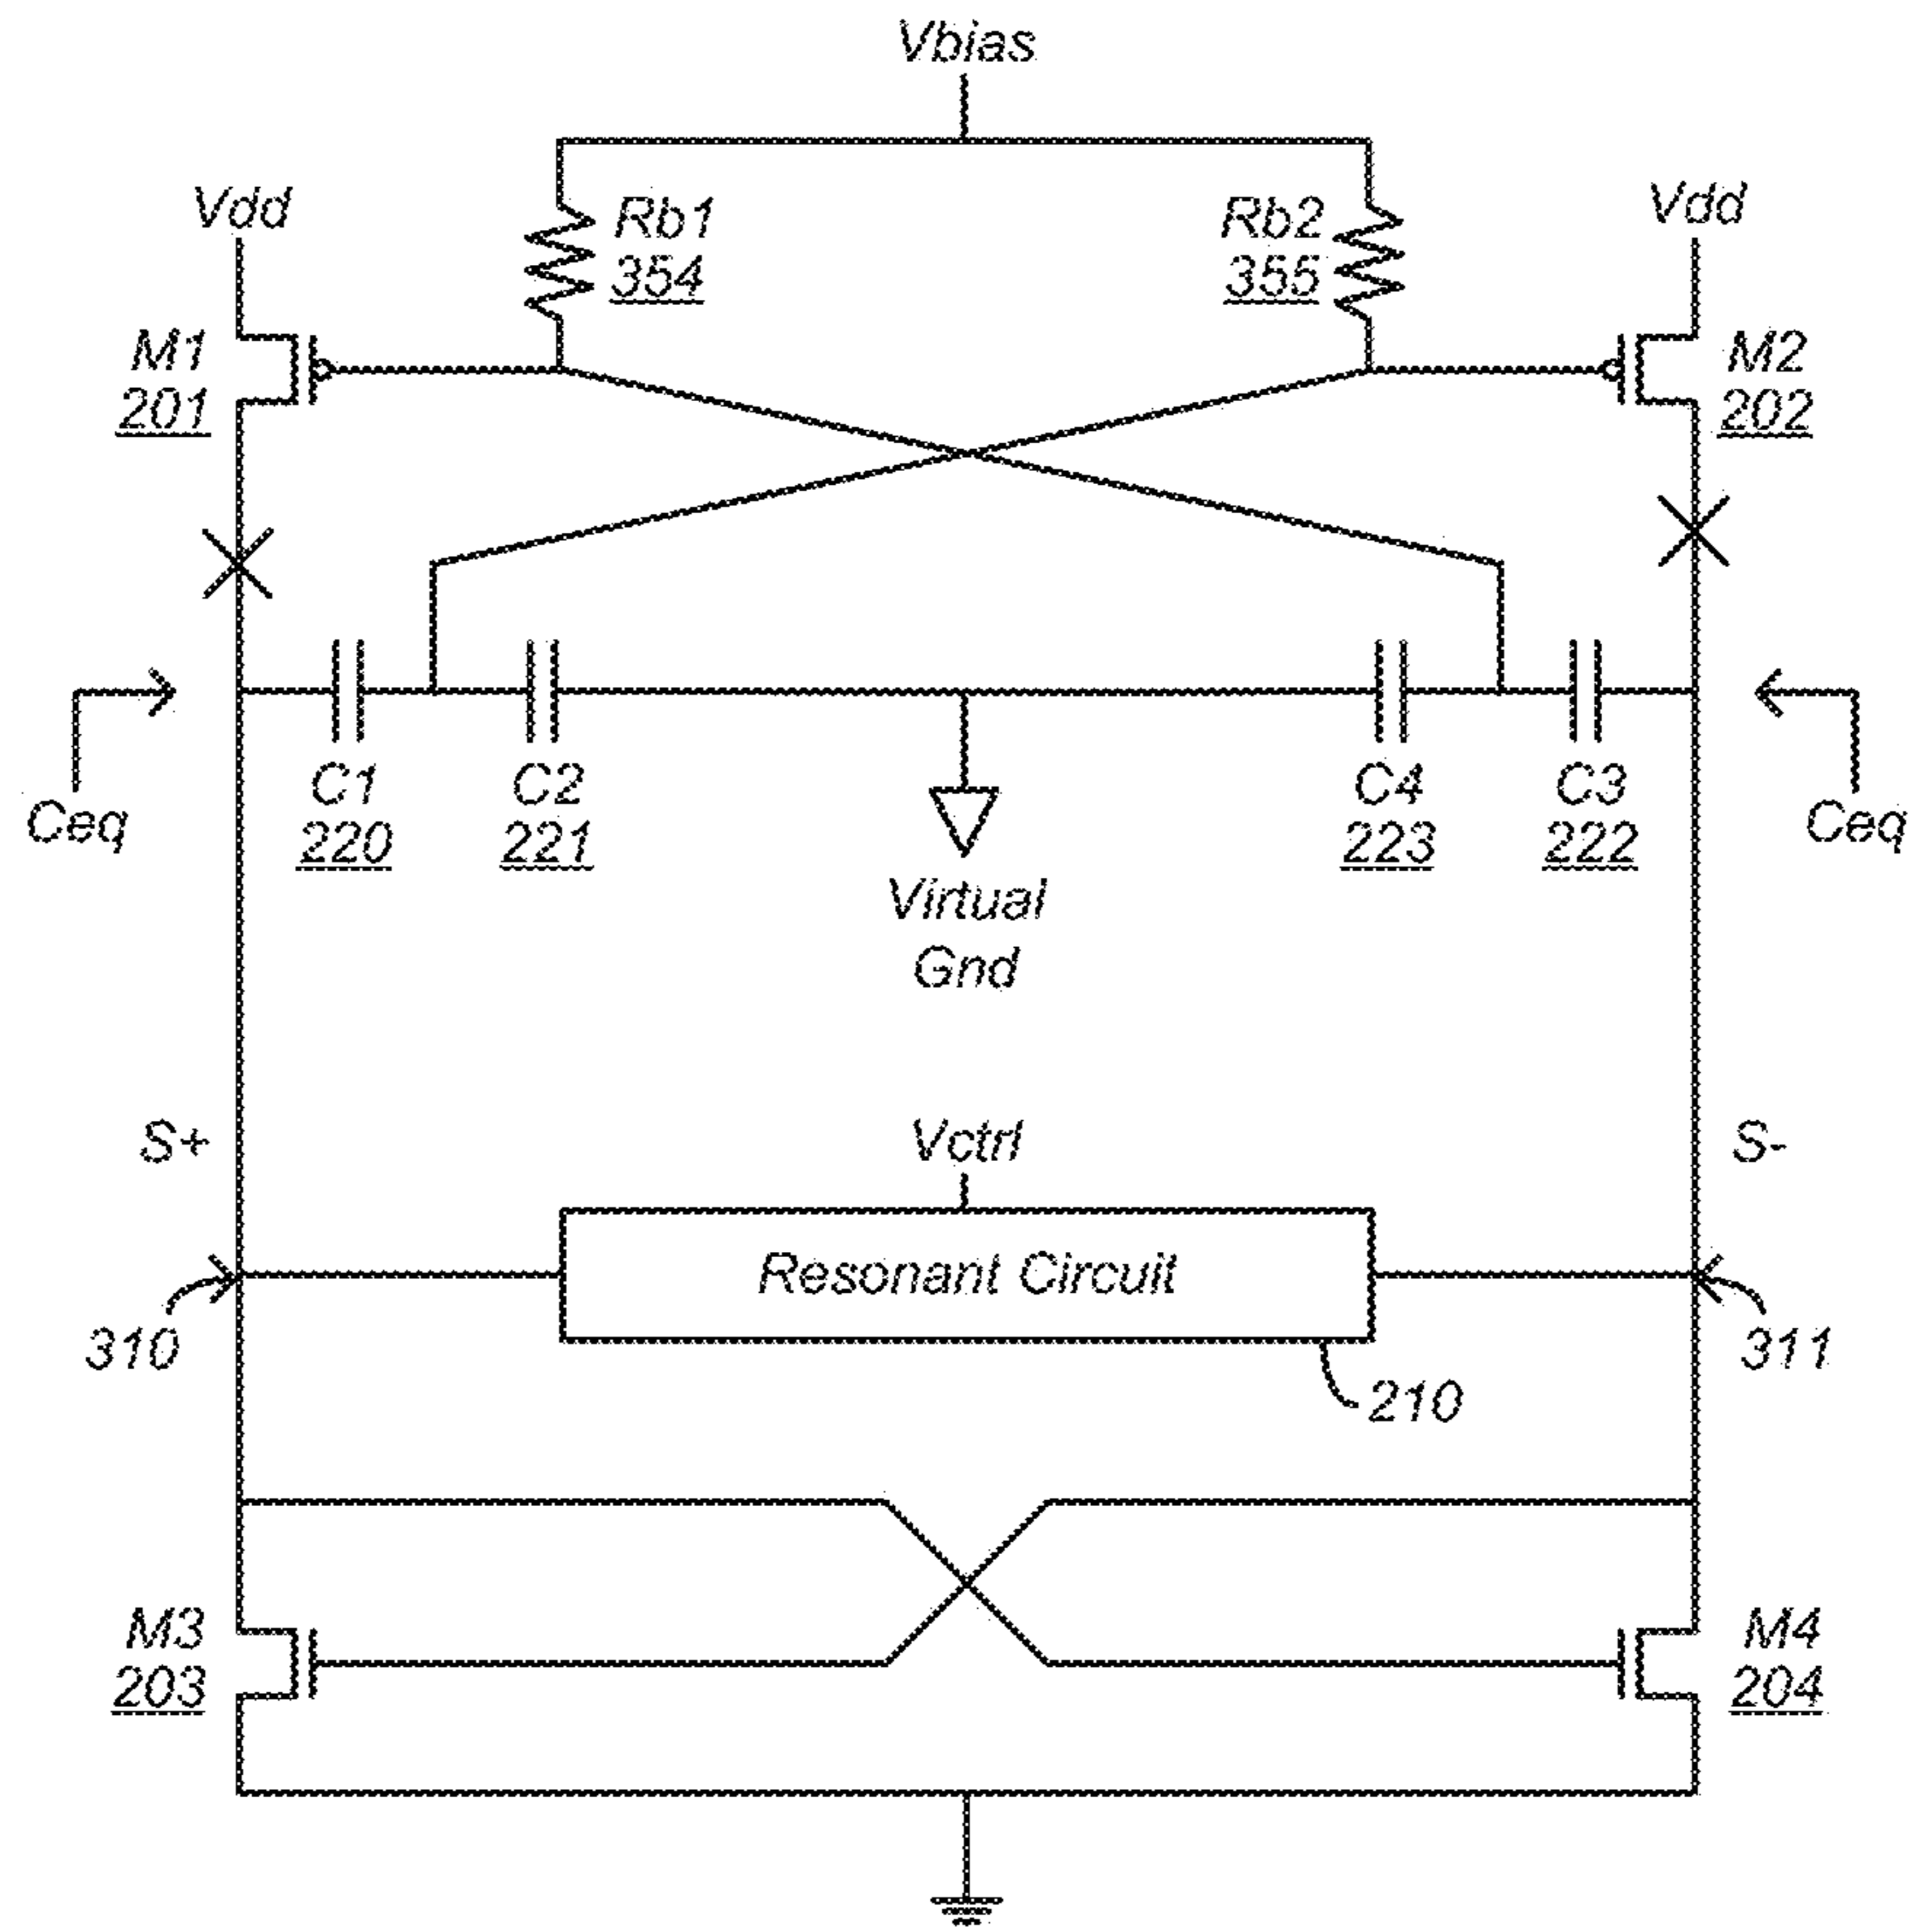 Vbias
Vdd
Rb1
354
Rb2
355
Vdd
M1
201
M2
202
Ceq
C1
220
C2
221
Virtual
Gnd
C4
223
C3
222
Ceq
S+
Vctrl
S-
Resonant Circuit
310
311
210
M3
203
M4
204